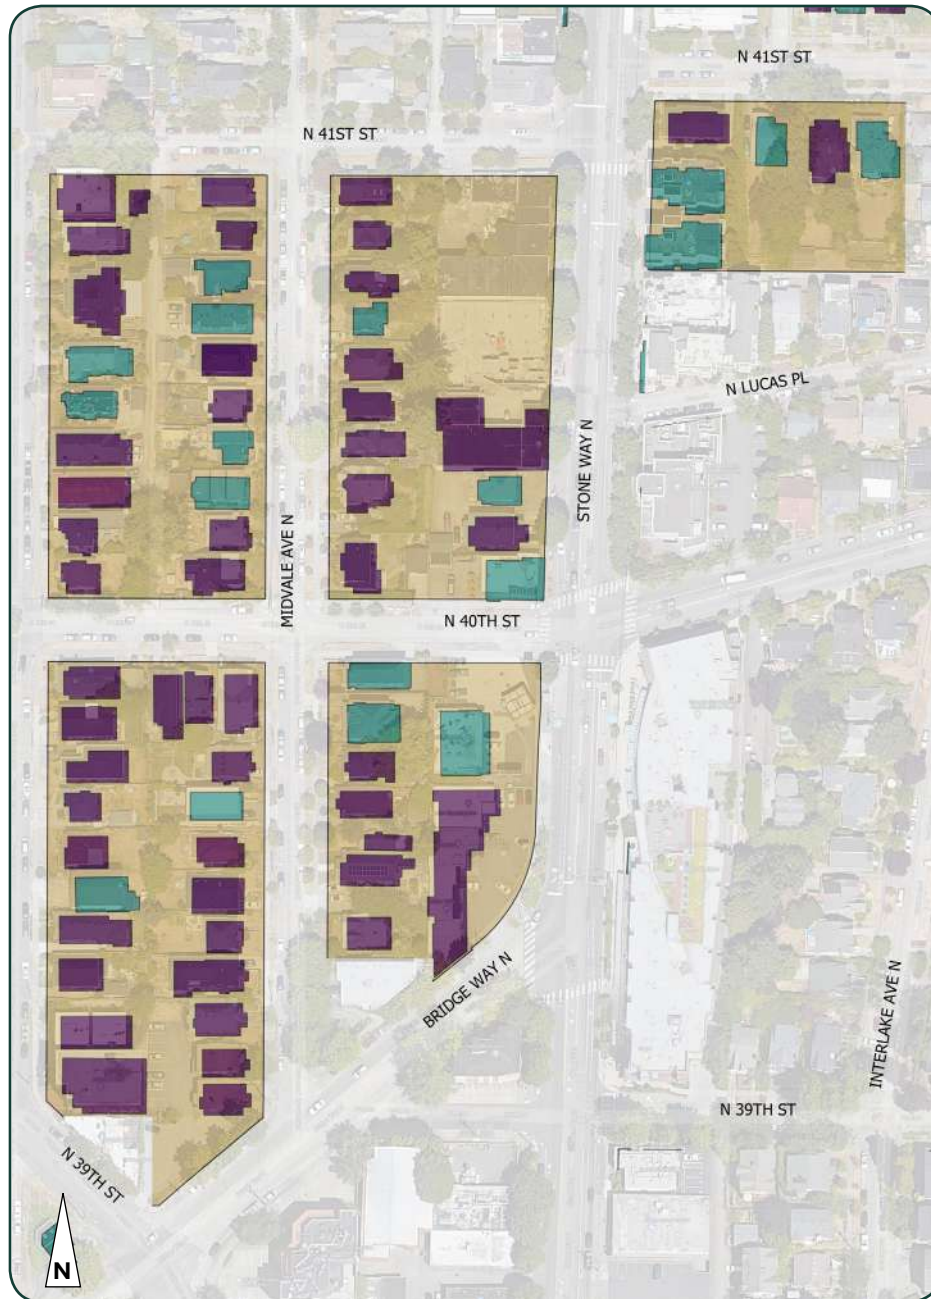 N 41ST ST
N 41ST ST
N LUCAS PL
STONE WAY N
MIDVALE AVE N
N 40TH ST
BRIDGE WAY N
INTERLAKE AVE N
N 39TH ST
N 39TH ST
N